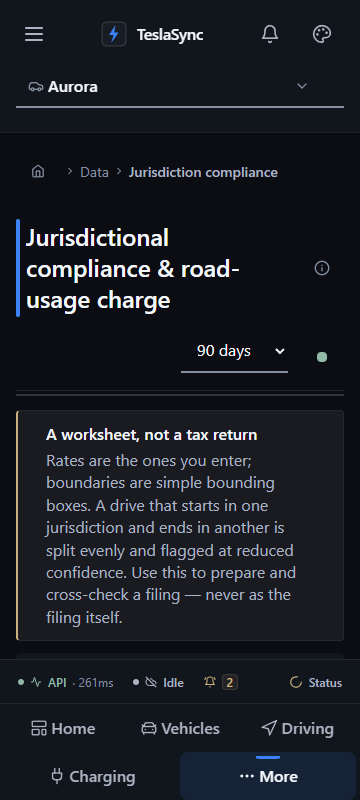 TeslaSync
Aurora
Data
Jurisdiction compliance
Jurisdictional
compliance & road-
usage charge
90 days
A worksheet, not a tax return
Rates are the ones you enter;
boundaries are simple bounding
boxes. A drive that starts in one
jurisdiction and ends in another is
split evenly and flagged at reduced
confidence. Use this to prepare and
cross-check a filing — never as the
filing itself.
API · 261ms
Idle
2
Status
Home
Vehicles
Driving
Charging
More